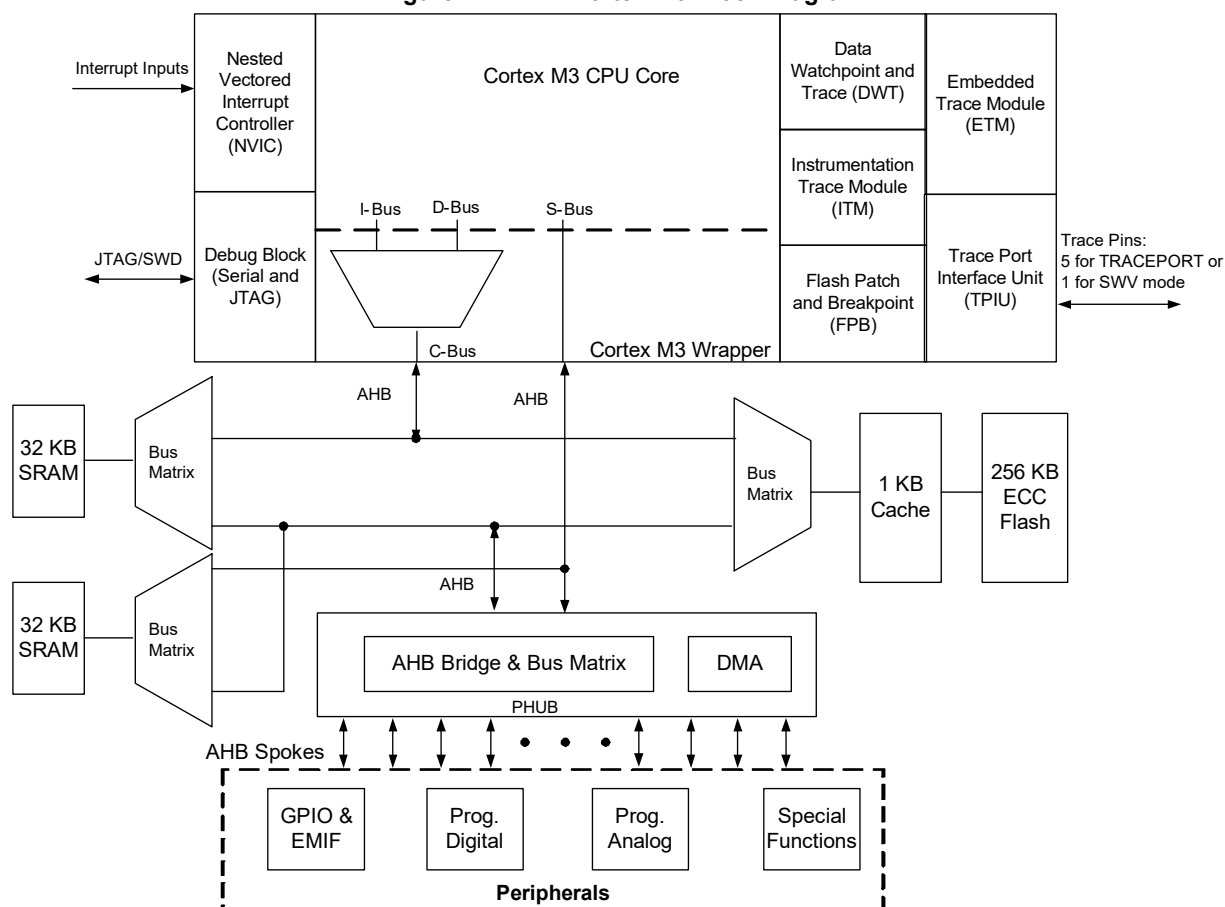 Interrupt Inputs
Nested
Vectored
Interrupt
Controller
(NVIC)
Cortex M3 CPU Core
Data
Watchpoint and
Trace (DWT)
Embedded
Trace Module
(ETM)
Instrumentation
Trace Module
(ITM)
I-Bus
D-Bus
S-Bus
JTAG/SWD
Debug Block
(Serial and
JTAG)
Flash Patch
and Breakpoint
(FPB)
Trace Port
Interface Unit
(TPIU)
Trace Pins:
5 for TRACEPORT or
1 for SWV mode
C-Bus
Cortex M3 Wrapper
AHB
AHB
32 KB
SRAM
Bus
Matrix
Bus
Matrix
1 KB
Cache
256 KB
ECC
Flash
AHB
32 KB
SRAM
Bus
Matrix
AHB Bridge & Bus Matrix
DMA
PHUB
AHB Spokes
GPIO &
EMIF
Prog.
Digital
Prog.
Analog
Special
Functions
Peripherals